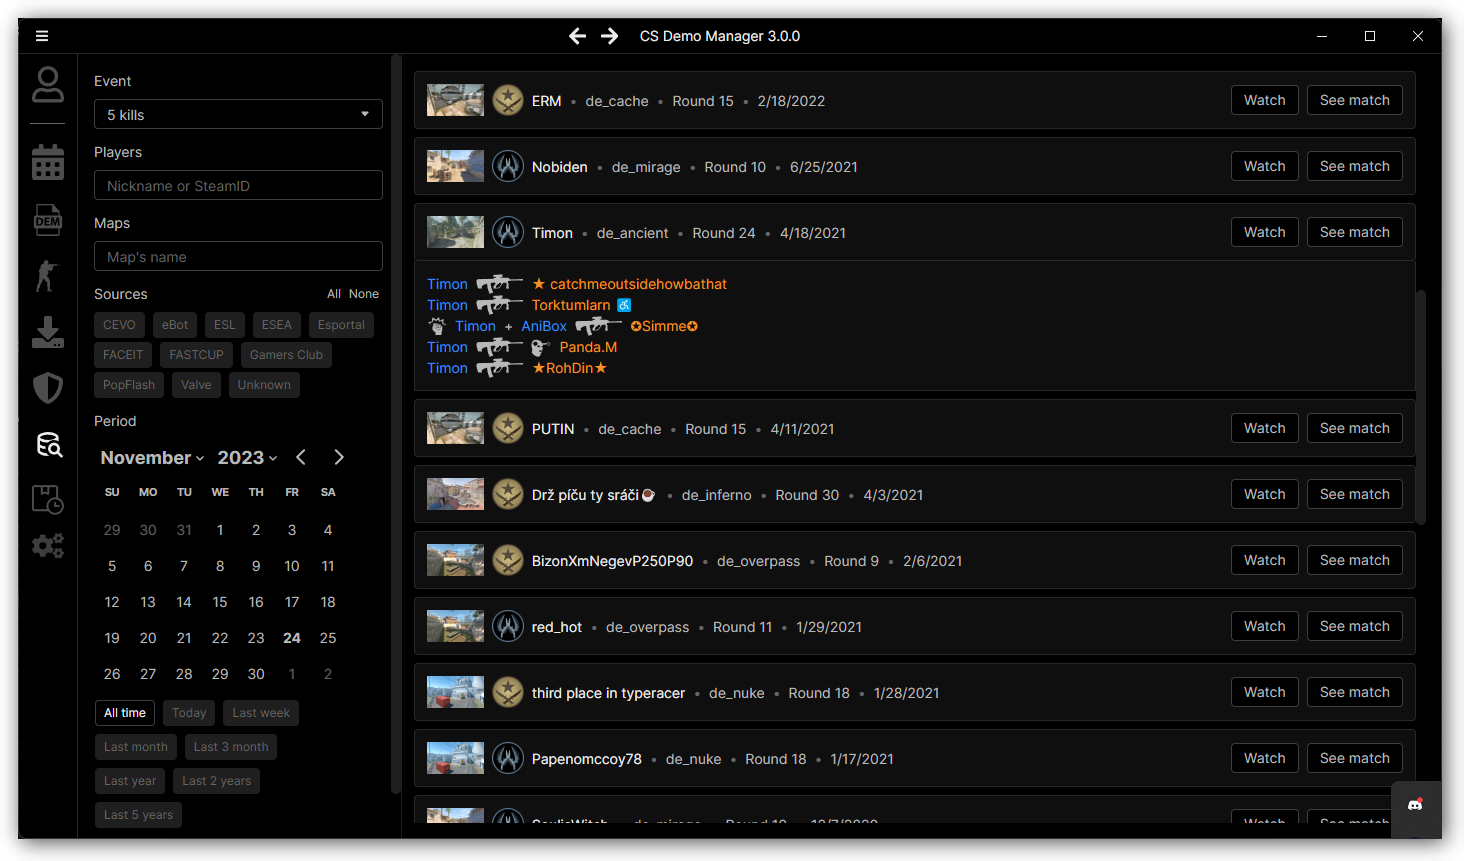 CS Demo Manager 3.0.0
Event
5 kills
Players
Nickname or SteamID
Maps
Map's name
Sources All None
CEVO eBot ESL ESEA Esportal
FACEIT FASTCUP Gamers Club
PopFlash Valve Unknown
Period
November 2023
SU MO TU WE TH FR SA
29 30 31 1 2 3 4
5 6 7 8 9 10 11
12 13 14 15 16 17 18
19 20 21 22 23 24 25
26 27 28 29 30 1 2
All time Today Last week
Last month Last 3 month
Last year Last 2 years
Last 5 years
DEM
ERM • de_cache • Round 15 • 2/18/2022 Watch See match
Nobiden • de_mirage • Round 10 • 6/25/2021 Watch See match
Timon • de_ancient • Round 24 • 4/18/2021 Watch See match
Timon ★ catchmeoutsidehowbathat
Timon Torktumlarn ♿
Timon + AniBox ✪Simme✪
Timon Panda.M
Timon ★RohDin★
PUTIN • de_cache • Round 15 • 4/11/2021 Watch See match
Drž píču ty sráči☕ • de_inferno • Round 30 • 4/3/2021 Watch See match
BizonXmNegevP250P90 • de_overpass • Round 9 • 2/6/2021 Watch See match
red_hot • de_overpass • Round 11 • 1/29/2021 Watch See match
third place in typeracer • de_nuke • Round 18 • 1/28/2021 Watch See match
Papenomccoy78 • de_nuke • Round 18 • 1/17/2021 Watch See match
de_mirage • Round Watch See match